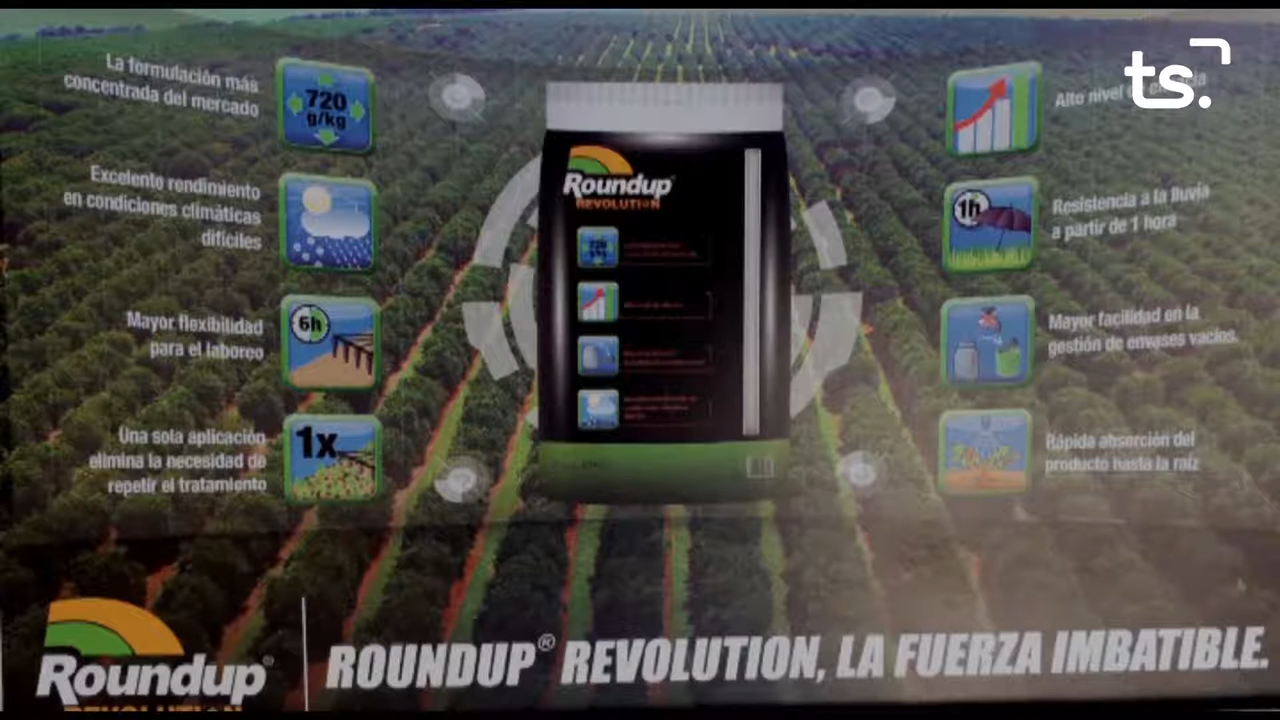 ts.
La formulación más
concentrada del mercado
720
g/kg
Alto nivel
Excelente rendimiento
en condiciones climáticas
difíciles
1h
Resistencia a la lluvia
a partir de 1 hora
Mayor flexibilidad
para el laboreo
6h
Mayor facilidad en la
gestión de envases vacíos.
Una sola aplicación
elimina la necesidad de
repetir el tratamiento
1x
Rápida absorción del
producto hasta la raíz
Roundup®
REVOLUTION
720
Roundup®
REVOLUTION
ROUNDUP® REVOLUTION, LA FUERZA IMBATIBLE.